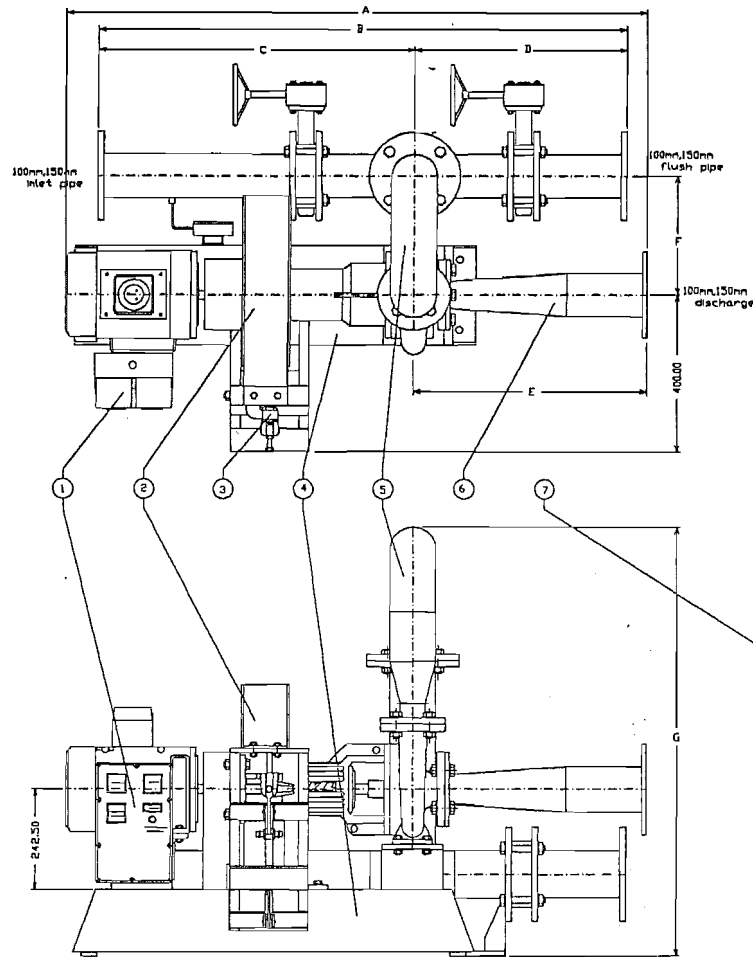 A
B
C
D
100mm,150mm
inlet pipe
100mm,150mm
flush pipe
F
100mm,150mm
discharge
E
400.00
1
2
3
4
5
6
7
G
242.50